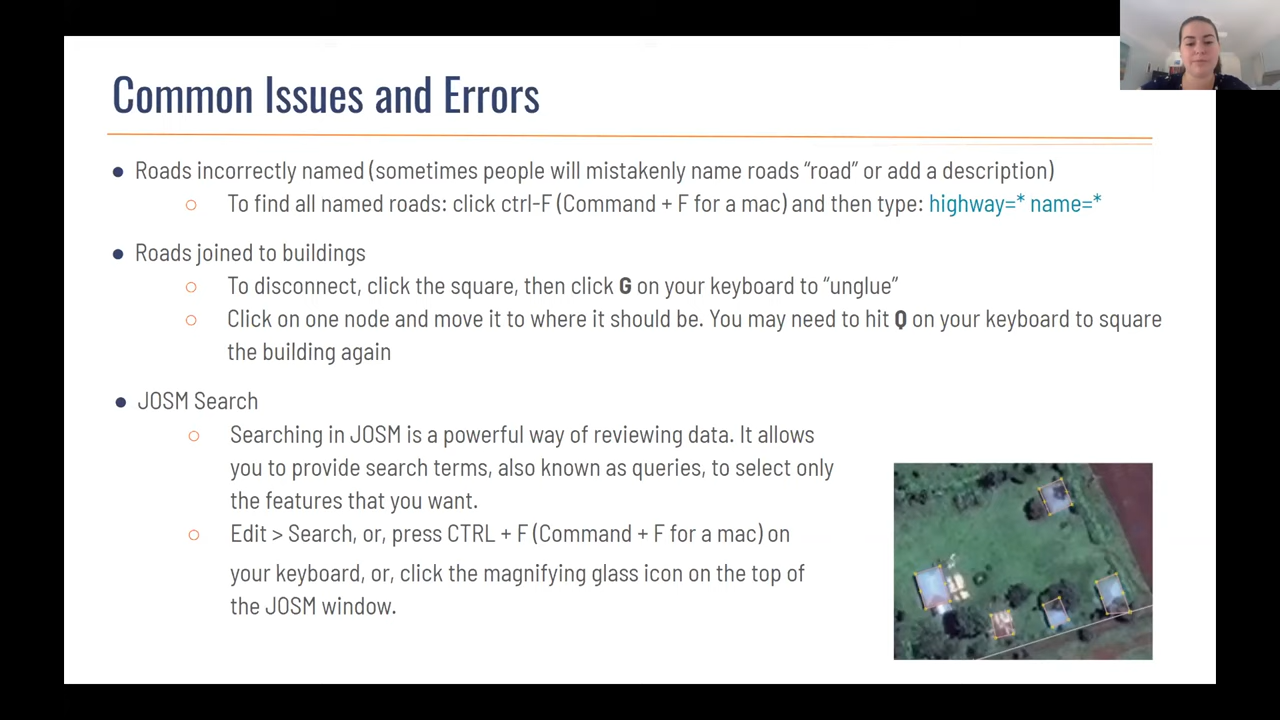 Common Issues and Errors
● Roads incorrectly named (sometimes people will mistakenly name roads “road” or add a description)
○ To find all named roads: click ctrl-F (Command + F for a mac) and then type: highway=* name=*
● Roads joined to buildings
○ To disconnect, click the square, then click G on your keyboard to “unglue”
○ Click on one node and move it to where it should be. You may need to hit Q on your keyboard to square
the building again
● JOSM Search
○ Searching in JOSM is a powerful way of reviewing data. It allows
you to provide search terms, also known as queries, to select only
the features that you want.
○ Edit > Search, or, press CTRL + F (Command + F for a mac) on
your keyboard, or, click the magnifying glass icon on the top of
the JOSM window.